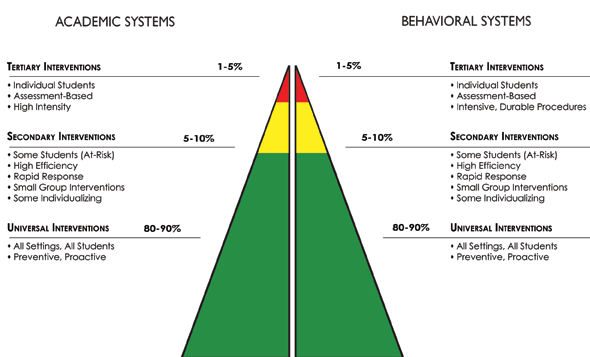 ACADEMIC SYSTEMS
TERTIARY INTERVENTIONS 1-5%
• Individual Students
• Assessment-Based
• High Intensity
SECONDARY INTERVENTIONS 5-10%
• Some Students (At-Risk)
• High Efficiency
• Rapid Response
• Small Group Interventions
• Some Individualizing
UNIVERSAL INTERVENTIONS 80-90%
• All Settings, All Students
• Preventive, Proactive
BEHAVIORAL SYSTEMS
1-5% TERTIARY INTERVENTIONS
• Individual Students
• Assessment-Based
• Intensive, Durable Procedures
5-10% SECONDARY INTERVENTIONS
• Some Students (At-Risk)
• High Efficiency
• Rapid Response
• Small Group Interventions
• Some Individualizing
80-90% UNIVERSAL INTERVENTIONS
• All Settings, All Students
• Preventive, Proactive